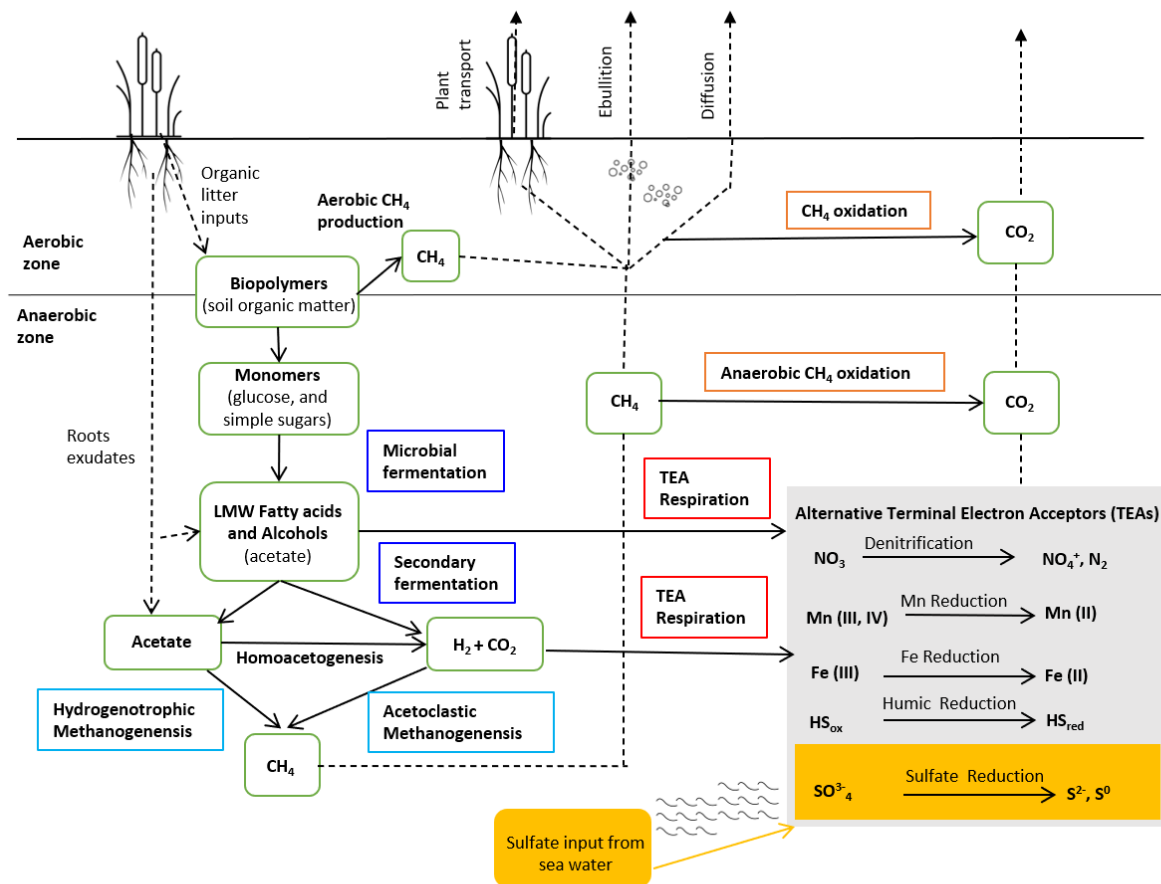 Plant
transport
Ebullition
Diffusion
Organic
litter
inputs
Aerobic CH₄
production
CH₄ oxidation
CH₄
CO₂
Aerobic
zone
Biopolymers
(soil organic matter)
Anaerobic
zone
Monomers
(glucose, and
simple sugars)
Anaerobic CH₄ oxidation
CH₄
CO₂
Roots
exudates
Microbial
fermentation
TEA
Respiration
LMW Fatty acids
and Alcohols
(acetate)
Alternative Terminal Electron Acceptors (TEAs)
Denitrification
NO₃
NO₄⁺, N₂
Secondary
fermentation
TEA
Respiration
Mn Reduction
Mn (III, IV)
Mn (II)
Acetate
Homoacetogenesis
H₂ + CO₂
Fe Reduction
Fe (III)
Fe (II)
Hydrogenotrophic
Methanogenensis
Acetoclastic
Methanogenensis
Humic Reduction
HSₒₓ
HS_red
CH₄
Sulfate Reduction
SO³⁻₄
S²⁻, S⁰
Sulfate input from
sea water